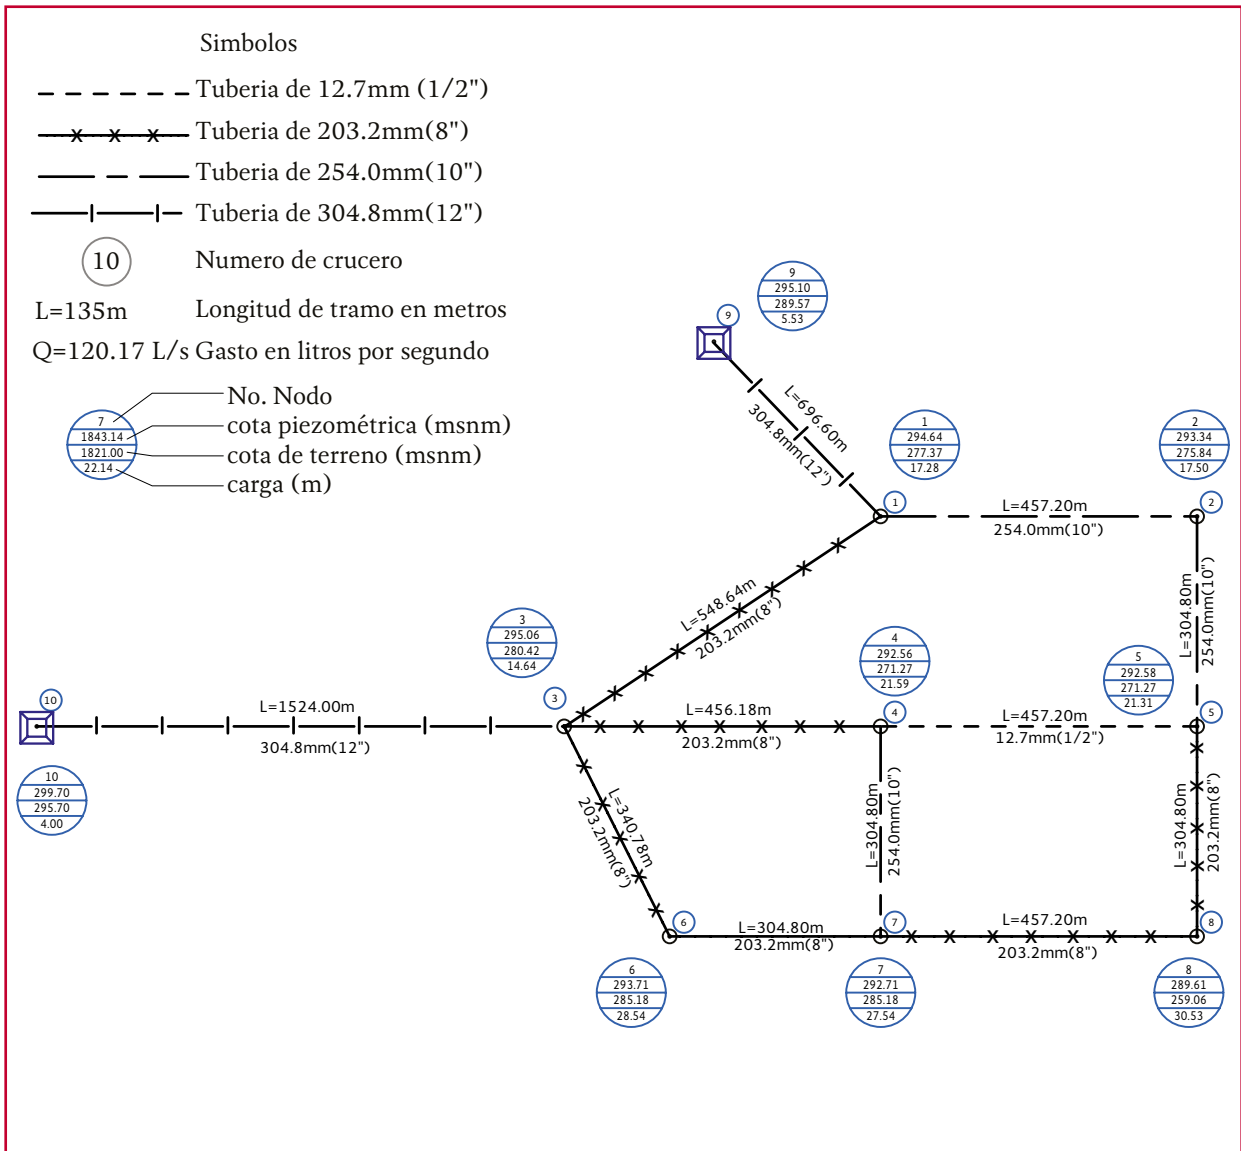 Simbolos
Tuberia de 12.7mm (1/2")
Tuberia de 203.2mm(8")
Tuberia de 254.0mm(10")
Tuberia de 304.8mm(12")
10 Numero de crucero
L=135m Longitud de tramo en metros
Q=120.17 L/s Gasto en litros por segundo
7
1843.14
1821.00
22.14
No. Nodo
cota piezométrica (msnm)
cota de terreno (msnm)
carga (m)
9
295.10
289.57
5.53
9
L=696.60m
304.8mm(12")
1
294.64
277.37
17.28
1
2
293.34
275.84
17.50
2
L=457.20m
254.0mm(10")
L=304.80m
254.0mm(10")
L=548.64m
203.2mm(8")
3
295.06
280.42
14.64
3
4
292.56
271.27
21.59
4
5
292.58
271.27
21.31
5
10
L=1524.00m
304.8mm(12")
L=456.18m
203.2mm(8")
L=457.20m
12.7mm(1/2")
10
299.70
295.70
4.00
L=340.78m
203.2mm(8")
L=304.80m
254.0mm(10")
L=304.80m
203.2mm(8")
6
L=304.80m
203.2mm(8")
7
L=457.20m
203.2mm(8")
8
6
293.71
285.18
28.54
7
292.71
285.18
27.54
8
289.61
259.06
30.53